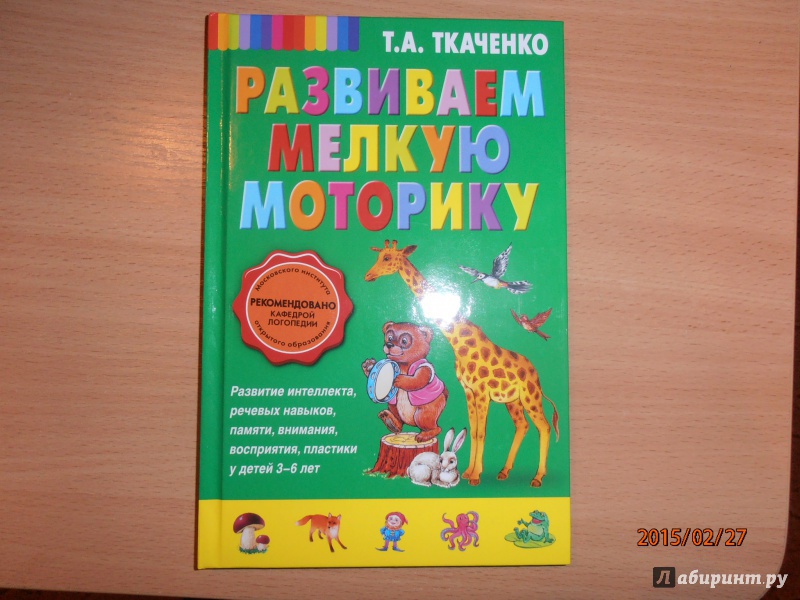 Т.А. ТКАЧЕНКО
РАЗВИВАЕМ
МЕЛКУЮ
МОТОРИКУ
Московского института
РЕКОМЕНДОВАНО
КАФЕДРОЙ
ЛОГОПЕДИИ
открытого образования
Развитие интеллекта,
речевых навыков,
памяти, внимания,
восприятия, пластики
у детей 3–6 лет
2015/02/27
Лабиринт.ру